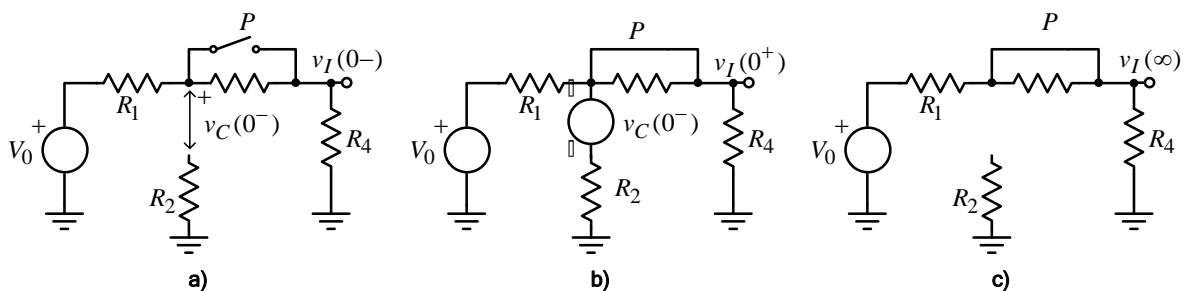 P
v_I(0-)
+
R_1
+
v_C(0^-)
V_0
R_4
R_2
a)
P
v_I(0^+)
R_1
+
v_C(0^-)
V_0
R_4
R_2
b)
P
v_I(∞)
R_1
+
V_0
R_4
R_2
c)